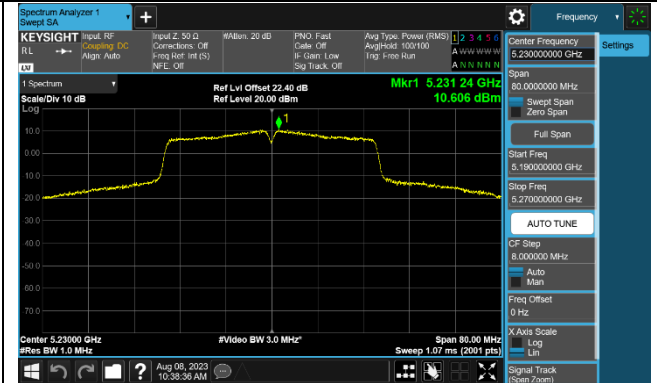 Spectrum Analyzer 1
Swept SA
Frequency
KEYSIGHT
RL
LXI
Input: RF
Coupling: DC
Align: Auto
Input Z: 50 Ω
Corrections: Off
Freq Ref: Int (S)
NFE: Off
#Atten: 20 dB
PNO: Fast
Gate: Off
IF Gain: Low
Sig Track: Off
Avg Type: Power (RMS)
Avg|Hold: 100/100
Trig: Free Run
1 2 3 4 5 6
A W W W W W
A N N N N N
Center Frequency
5.230000000 GHz
Settings
1 Spectrum
Scale/Div 10 dB
Log
Ref Lvl Offset 22.40 dB
Ref Level 20.00 dBm
Mkr1 5.231 24 GHz
10.606 dBm
Span
80.0000000 MHz
Swept Span
Zero Span
Full Span
Start Freq
5.190000000 GHz
Stop Freq
5.270000000 GHz
AUTO TUNE
CF Step
8.000000 MHz
Auto
Man
Freq Offset
0 Hz
X Axis Scale
Log
Lin
Signal Track
(Span Zoom)
1
10.0
0.00
-10.0
-20.0
-30.0
-40.0
-50.0
-60.0
-70.0
Center 5.23000 GHz
#Res BW 1.0 MHz
#Video BW 3.0 MHz*
Span 80.00 MHz
Sweep 1.07 ms (2001 pts)
?
Aug 08, 2023
10:38:36 AM